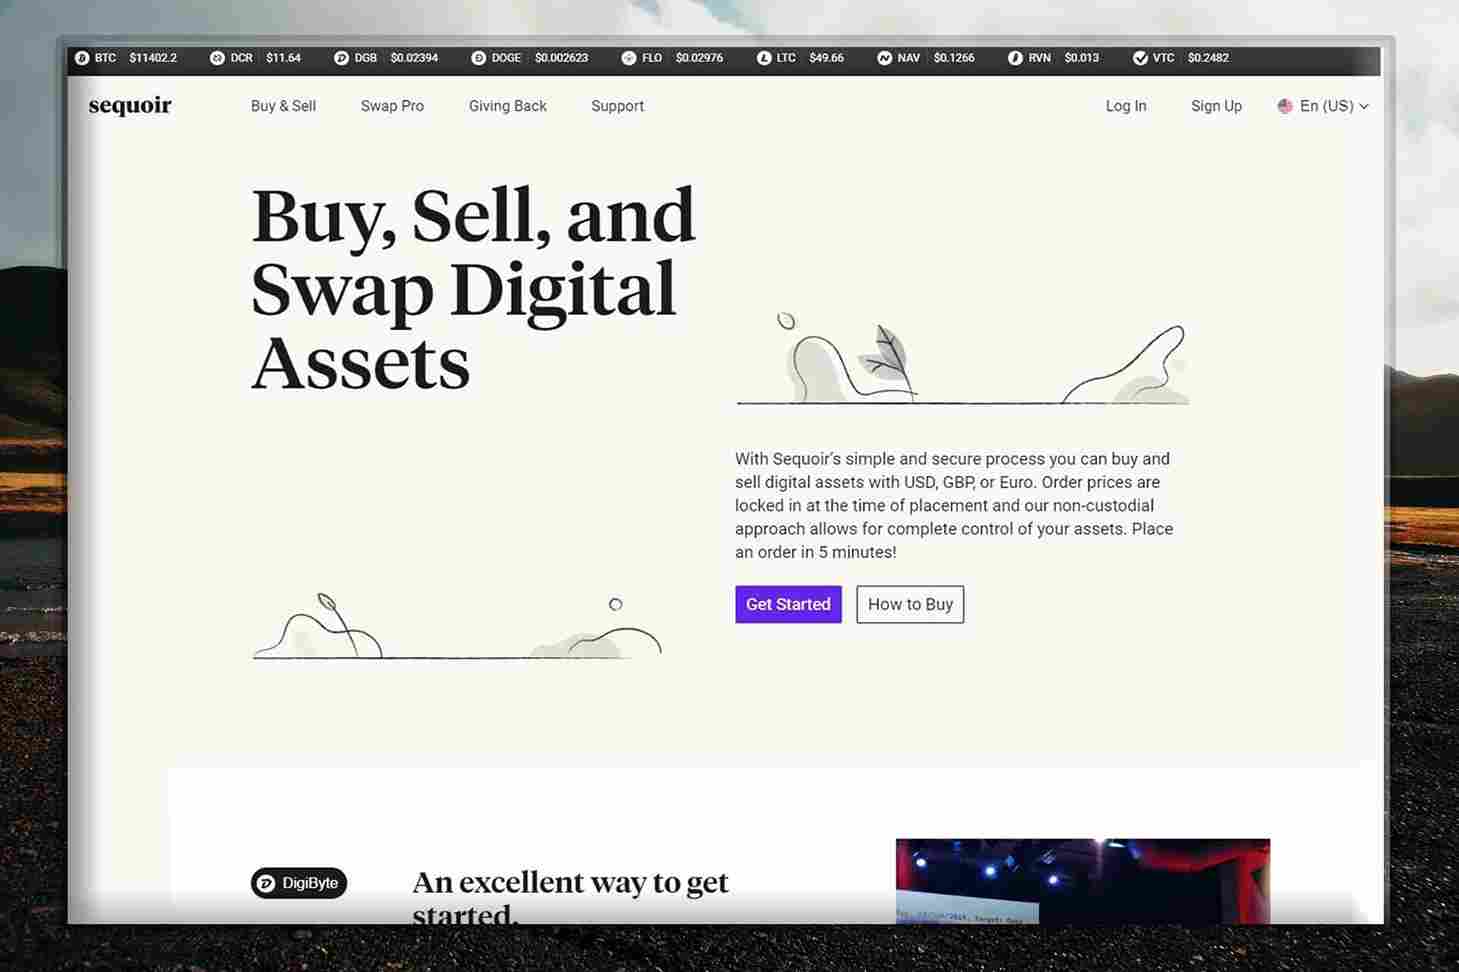 BTC $11402.2 DCR $11.64 DGB $0.02394 DOGE $0.002623 FLO $0.02976 LTC $49.66 NAV $0.1266 RVN $0.013 VTC $0.2482
sequoir Buy & Sell Swap Pro Giving Back Support Log In Sign Up En (US)
Buy, Sell, and
Swap Digital
Assets
With Sequoir's simple and secure process you can buy and
sell digital assets with USD, GBP, or Euro. Order prices are
locked in at the time of placement and our non-custodial
approach allows for complete control of your assets. Place
an order in 5 minutes!
Get Started How to Buy
DigiByte
An excellent way to get
started.